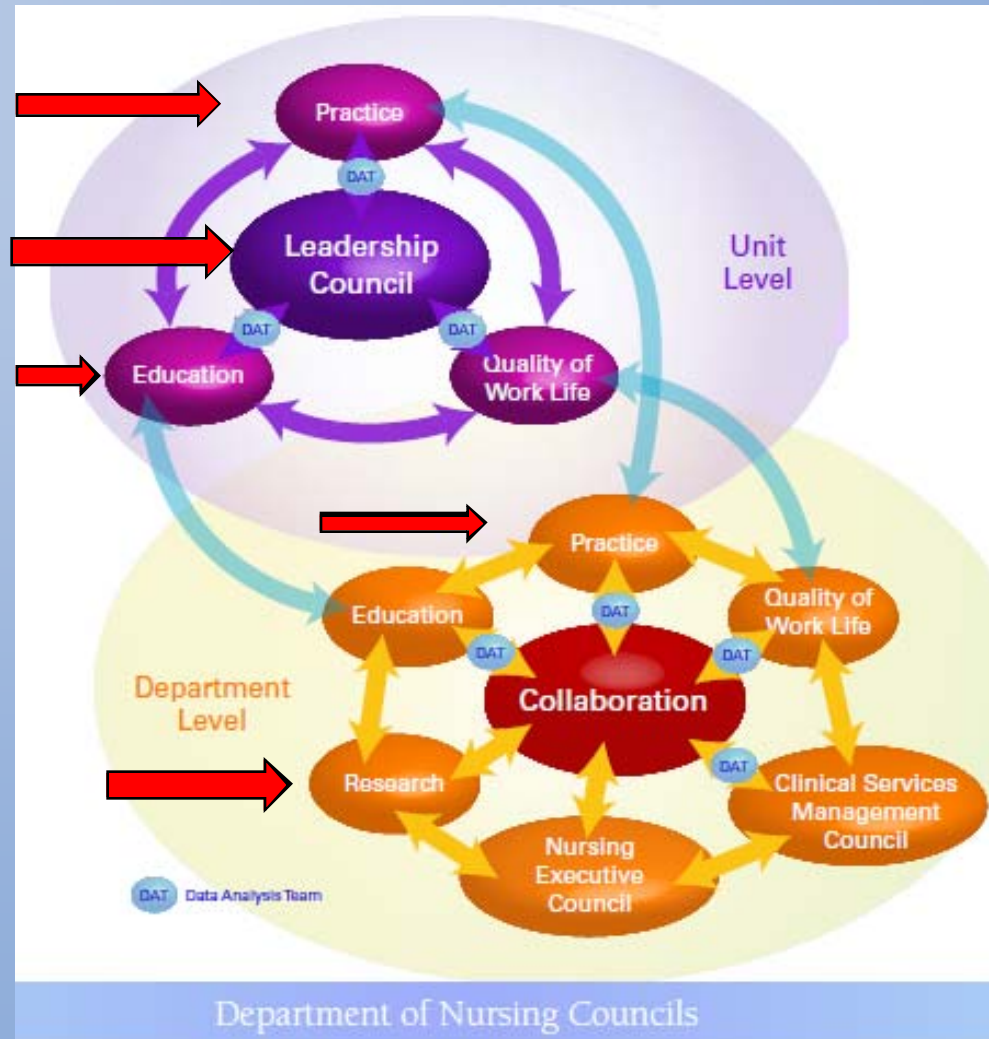 Practice
DAT
Leadership
Council
Unit
Level
DAT
DAT
Education
Quality of
Work Life
Practice
Education
DAT
Quality of
Work Life
DAT
DAT
Department
Level
Collaboration
Research
DAT
Clinical Services
Management
Council
Nursing
Executive
Council
DAT Data Analysis Team
Department of Nursing Councils